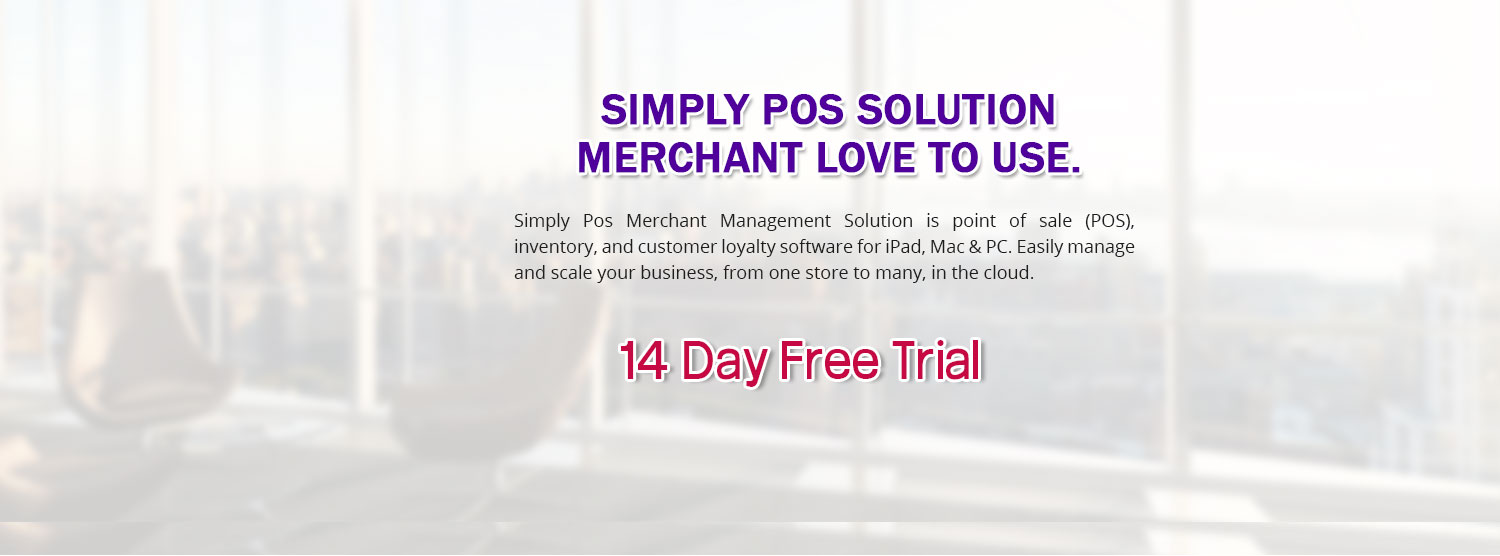 SIMPLY POS SOLUTION
MERCHANT LOVE TO USE.
Simply Pos Merchant Management Solution is point of sale (POS),
inventory, and customer loyalty software for iPad, Mac & PC. Easily manage
and scale your business, from one store to many, in the cloud.
14 Day Free Trial